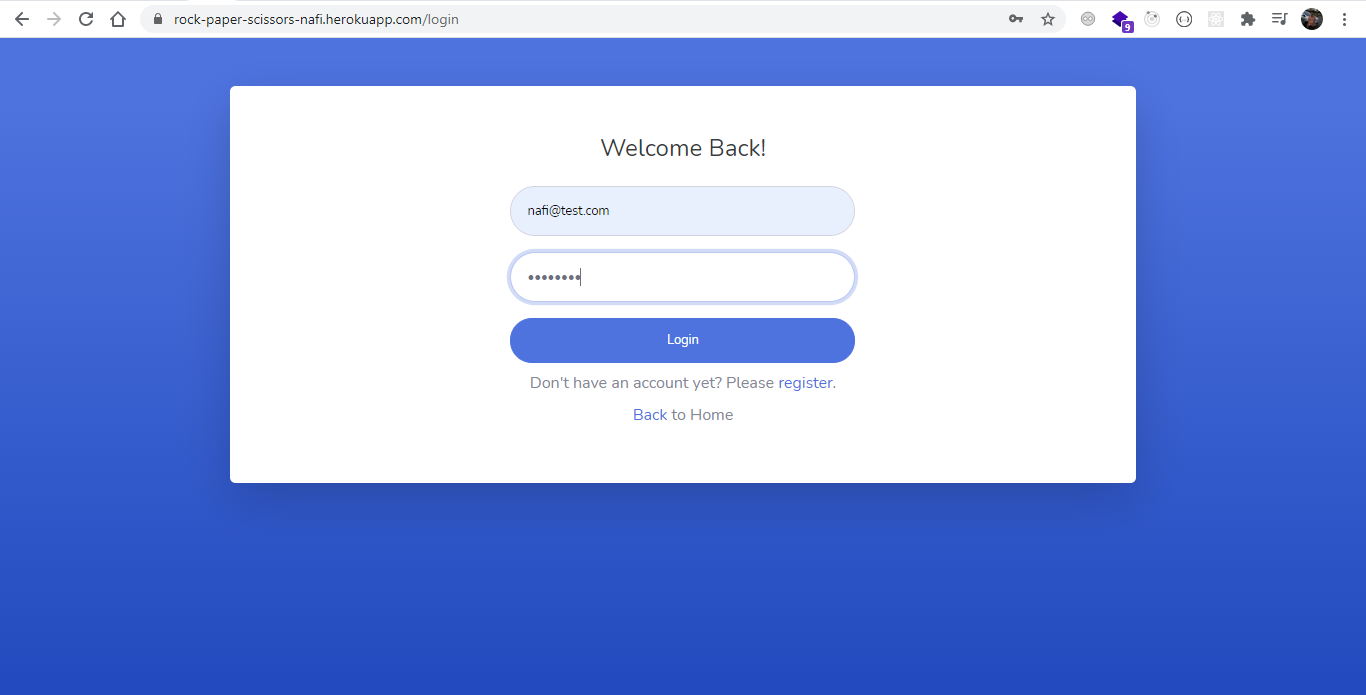 rock-paper-scissors-nafi.herokuapp.com/login
9
Welcome Back!
nafi@test.com
••••••••
Login
Don't have an account yet? Please register.
Back to Home